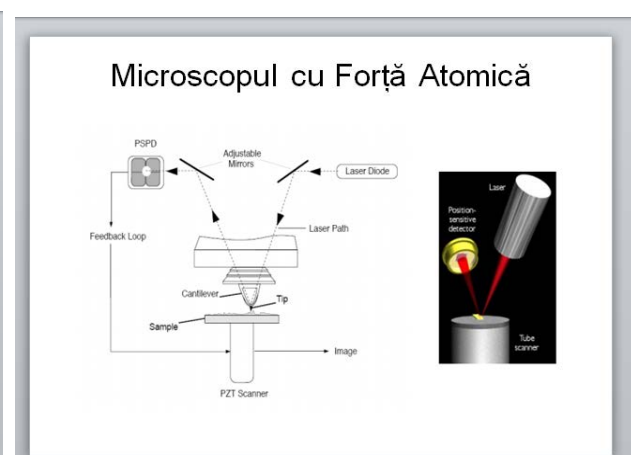 Microscopul cu Forță Atomică
PSPD
Adjustable
Mirrors
Laser Diode
Laser Path
Feedback Loop
Cantilever
Tip
Sample
Image
PZT Scanner
Laser
Position-
sensitive
detector
Tube
scanner